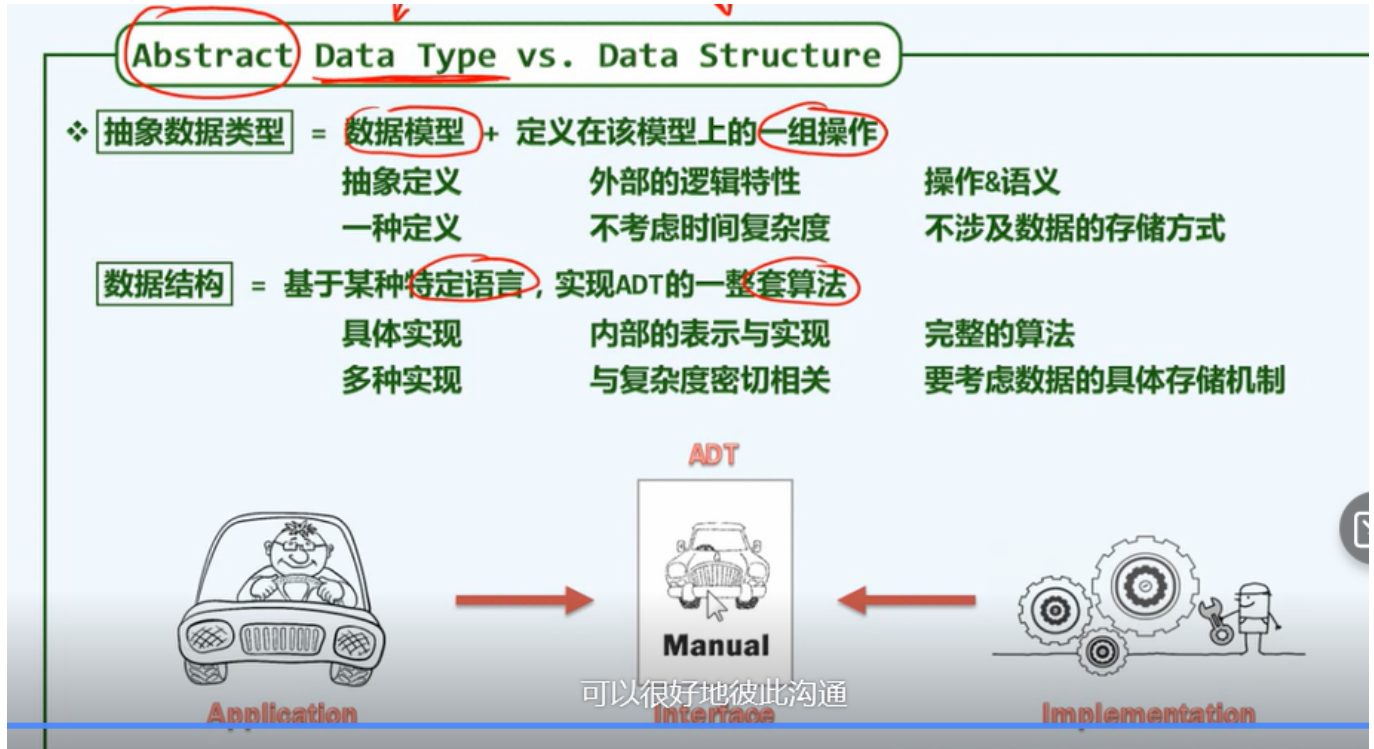 Abstract Data Type vs. Data Structure
❖ 抽象数据类型 = 数据模型 + 定义在该模型上的一组操作
抽象定义 外部的逻辑特性 操作&语义
一种定义 不考虑时间复杂度 不涉及数据的存储方式
数据结构 = 基于某种特定语言，实现ADT的一整套算法
具体实现 内部的表示与实现 完整的算法
多种实现 与复杂度密切相关 要考虑数据的具体存储机制
ADT
Manual
可以很好地彼此沟通
Application Interface Implementation